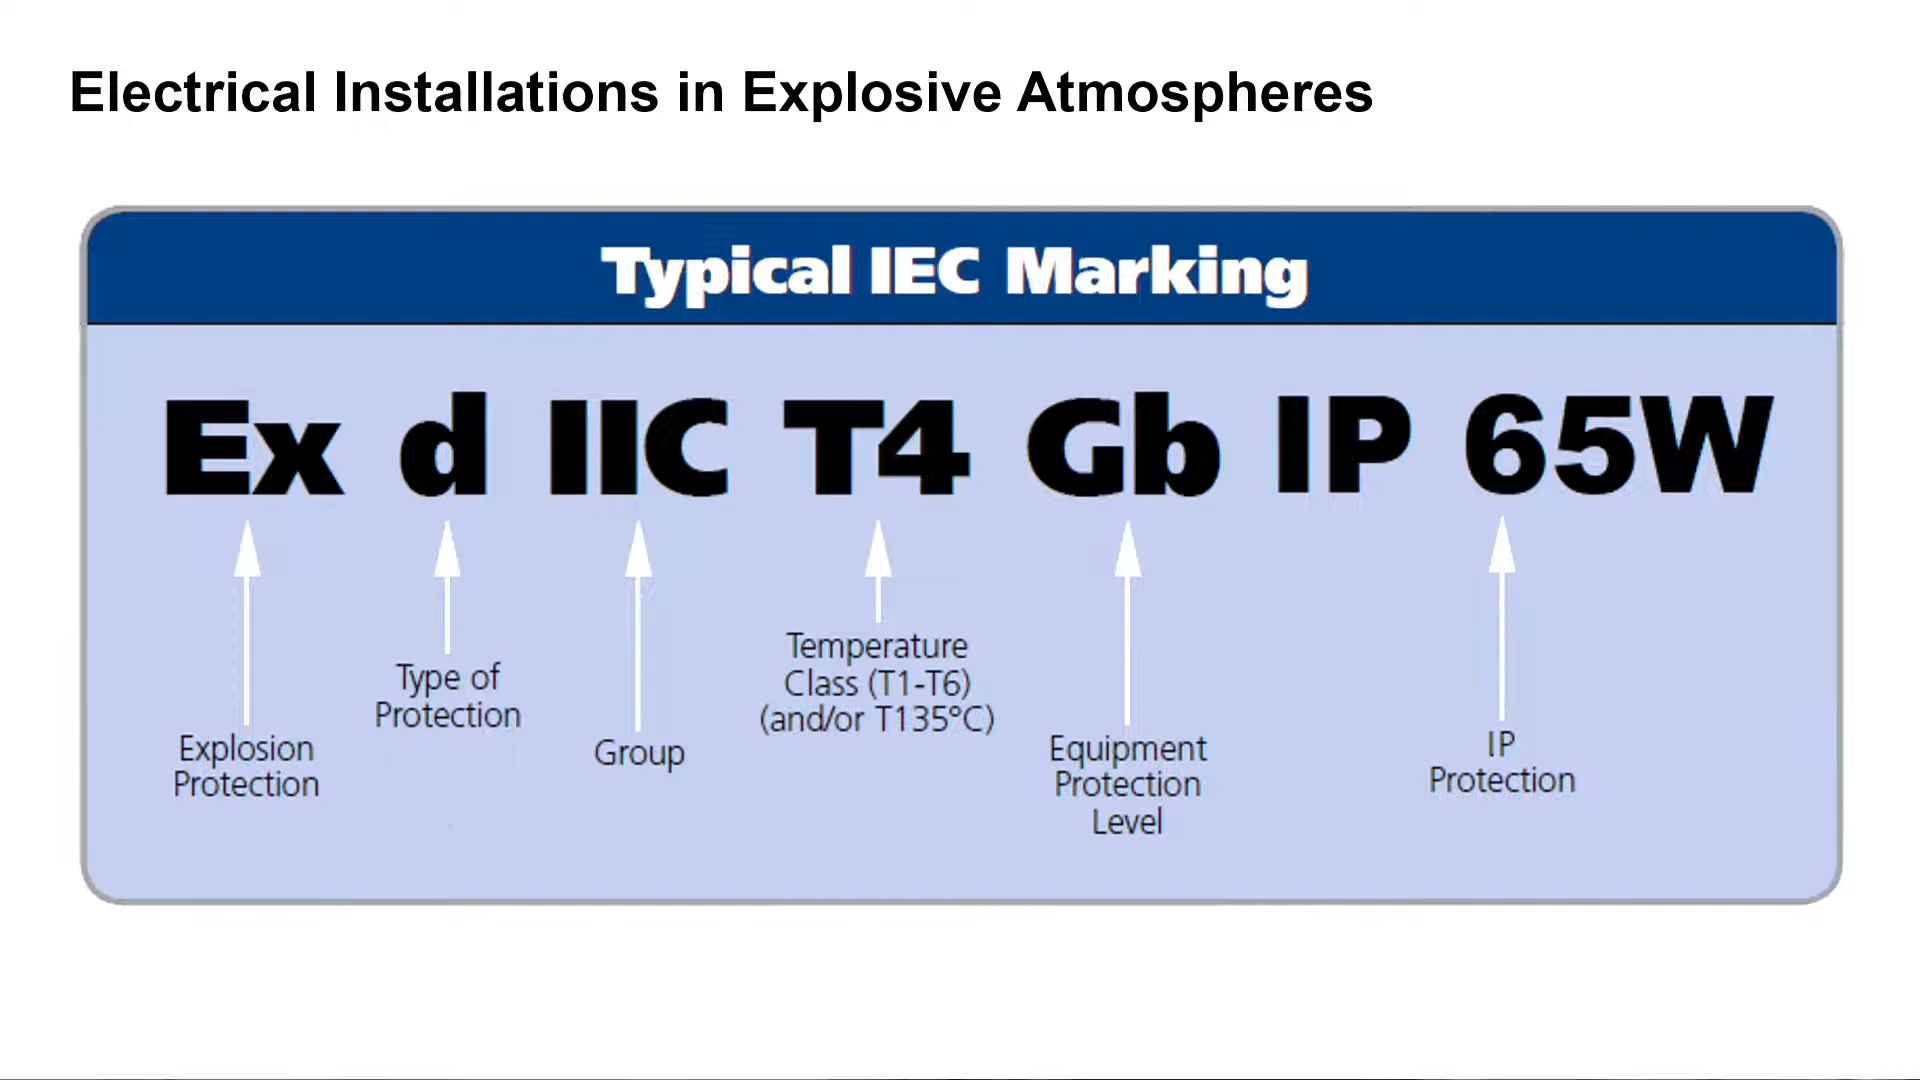 Electrical Installations in Explosive Atmospheres
Typical IEC Marking
Ex d IIC T4 Gb IP 65W
Explosion
Protection
Type of
Protection
Group
Temperature
Class (T1-T6)
(and/or T135°C)
Equipment
Protection
Level
IP
Protection